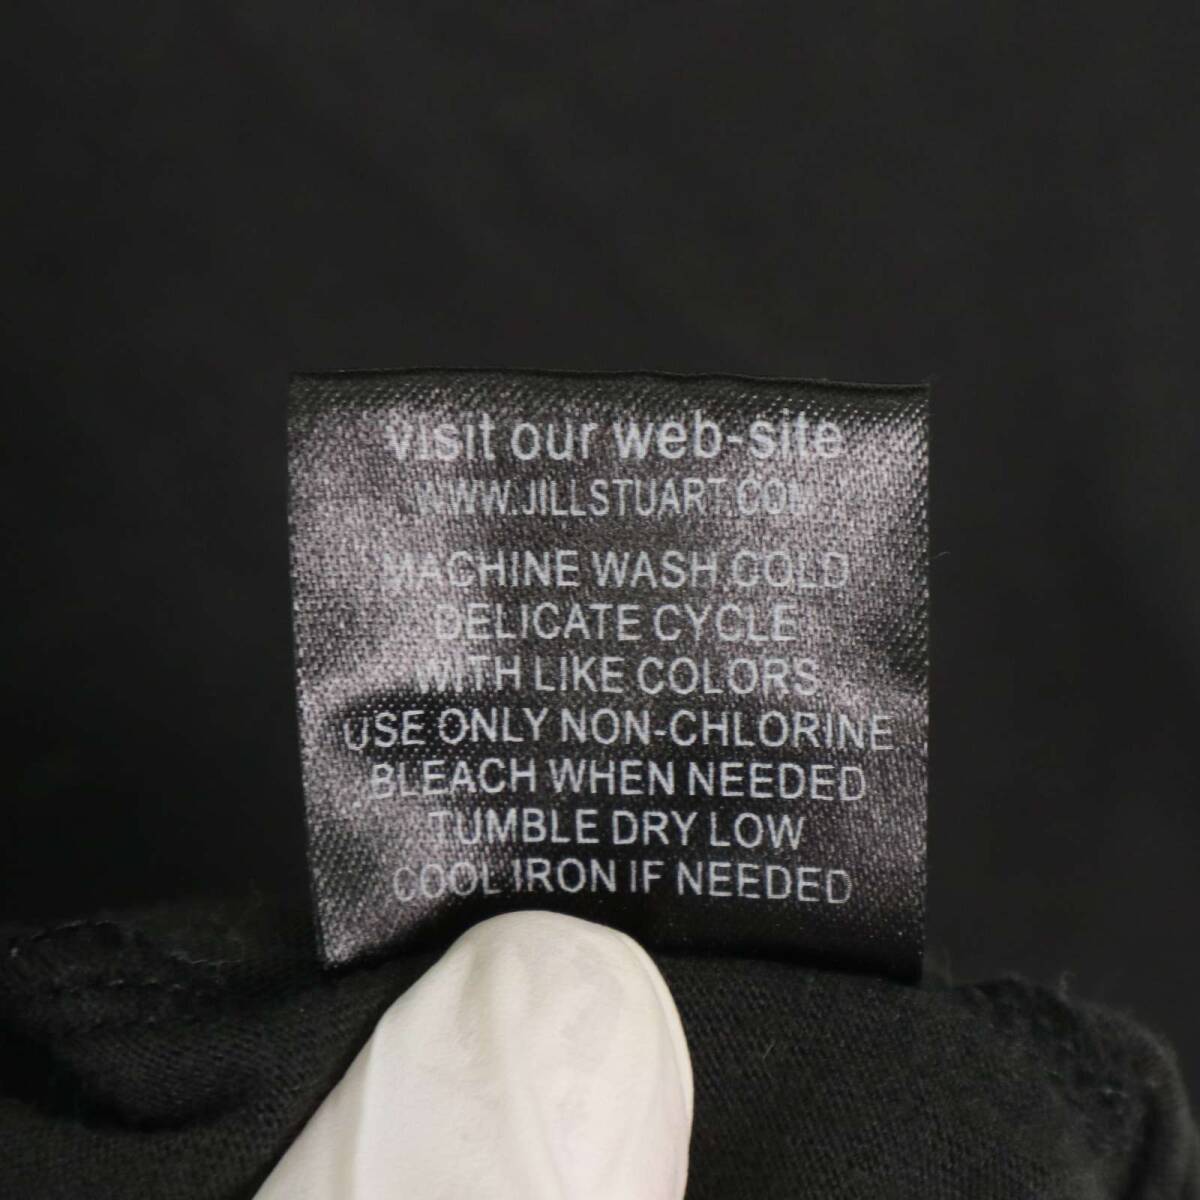 visit our web-site
WWW.JILLSTUART.COM
MACHINE WASH COLD
DELICATE CYCLE
WITH LIKE COLORS
USE ONLY NON-CHLORINE
BLEACH WHEN NEEDED
TUMBLE DRY LOW
COOL IRON IF NEEDED